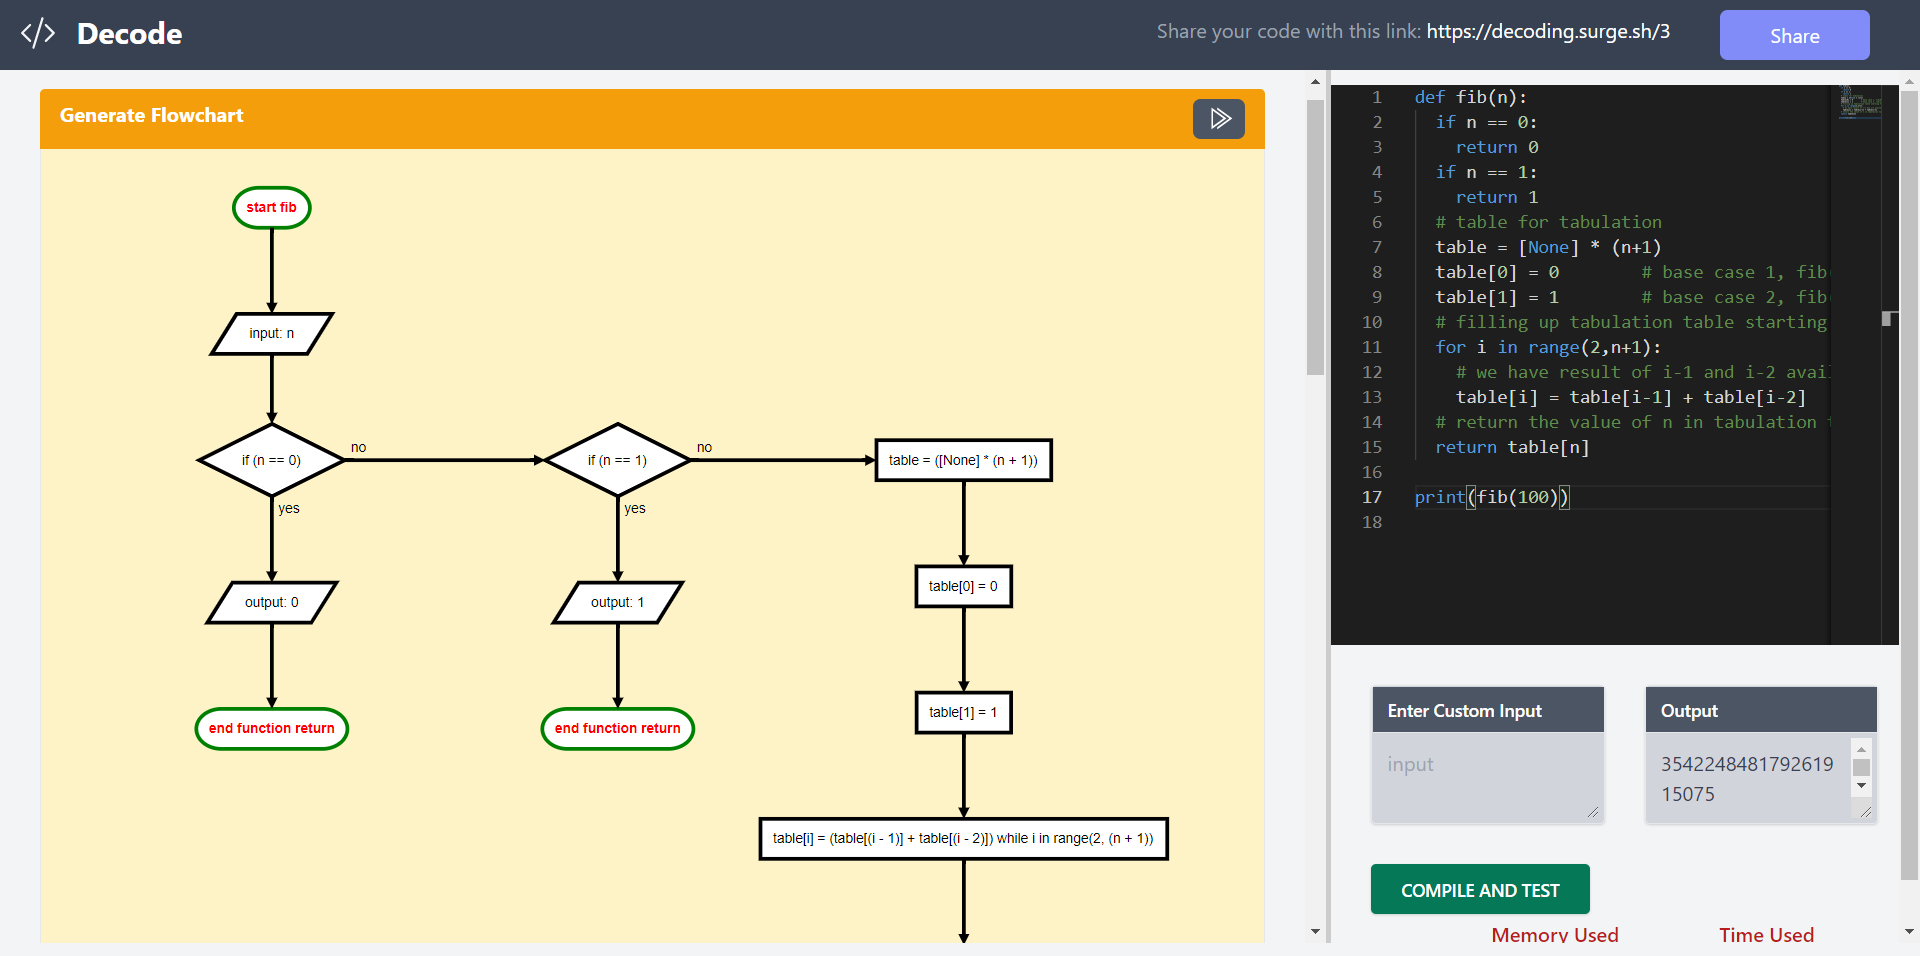 Decode
Share your code with this link: https://decoding.surge.sh/3
Share
Generate Flowchart
start fib
input: n
if (n == 0)
no
if (n == 1)
no
table = ([None] * (n + 1))
yes
yes
table[0] = 0
output: 0
output: 1
table[1] = 1
end function return
end function return
table[i] = (table[(i - 1)] + table[(i - 2)]) while i in range(2, (n + 1))
1 def fib(n):
2 if n == 0:
3 return 0
4 if n == 1:
5 return 1
6 # table for tabulation
7 table = [None] * (n+1)
8 table[0] = 0 # base case 1, fib
9 table[1] = 1 # base case 2, fib
10 # filling up tabulation table starting
11 for i in range(2,n+1):
12 # we have result of i-1 and i-2 avai
13 table[i] = table[i-1] + table[i-2]
14 # return the value of n in tabulation
15 return table[n]
16
17 print(fib(100))
18
Enter Custom Input
input
Output
3542248481792619
15075
COMPILE AND TEST
Memory Used
Time Used